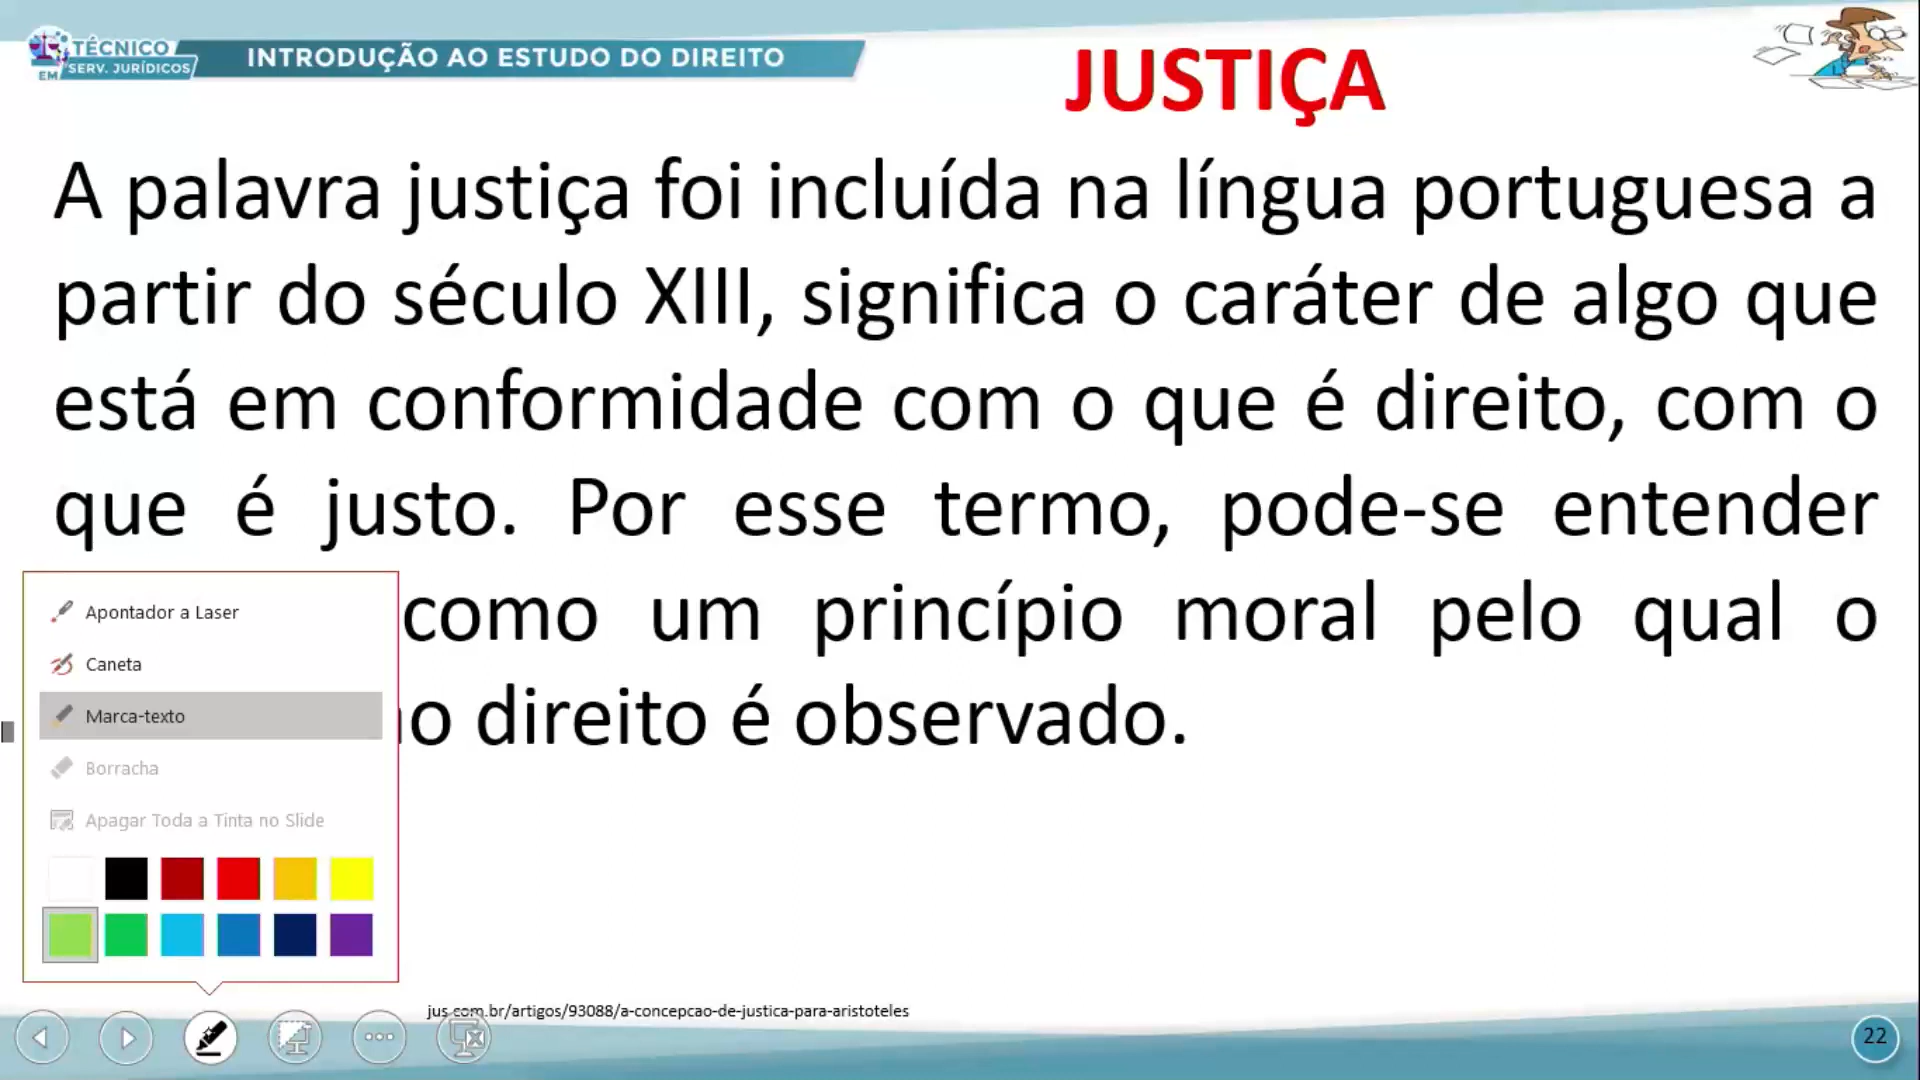 TÉCNICO
EM SERV. JURÍDICOS
INTRODUÇÃO AO ESTUDO DO DIREITO
JUSTIÇA
A palavra justiça foi incluída na língua portuguesa a
partir do século XIII, significa o caráter de algo que
está em conformidade com o que é direito, com o
que é justo. Por esse termo, pode-se entender
como um princípio moral pelo qual o
direito é observado.
Apontador a Laser
Caneta
Marca-texto
Borracha
Apagar Toda a Tinta no Slide
jus.com.br/artigos/93088/a-concepcao-de-justica-para-aristoteles
22